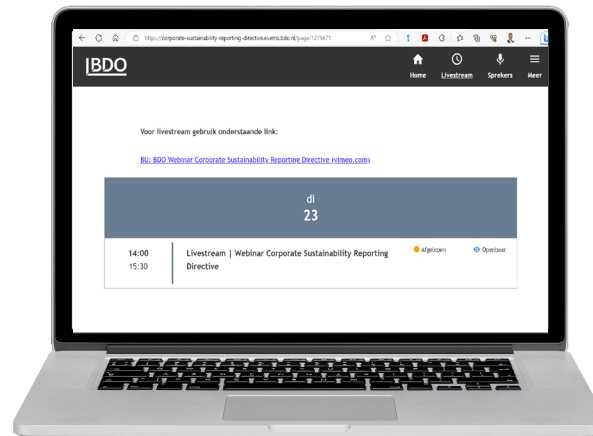 https://corporate-sustainability-reporting-directive.events.bdo.nl/page/1275671
BDO
Home
Livestream
Sprekers
Meer
Voor livestream gebruik onderstaande link:
BU: BDO Webinar Corporate Sustainability Reporting Directive (vimeo.com)
di
23
14:00
15:30
Livestream | Webinar Corporate Sustainability Reporting
Directive
Afgelopen
Openbaar